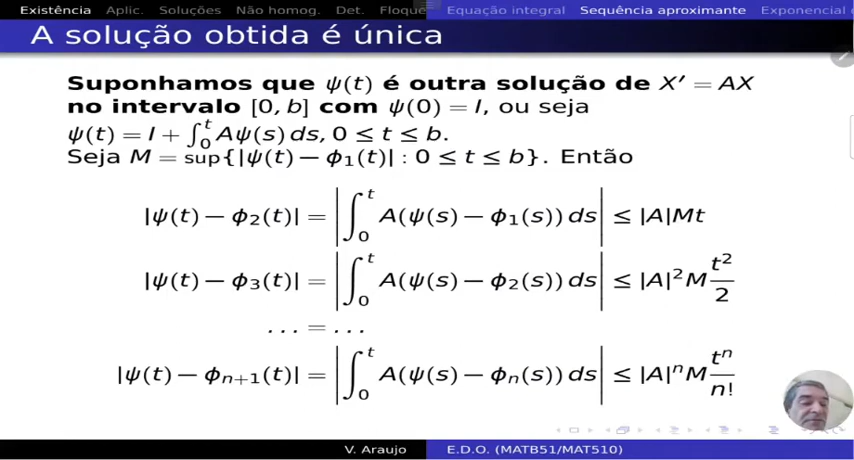 Existência Aplic. Soluções Não homog. Det. Floque Equação integral Sequência aproximante Exponencial
A solução obtida é única
Suponhamos que ψ(t) é outra solução de X′ = AX
no intervalo [0, b] com ψ(0) = I, ou seja
ψ(t) = I + ∫₀ᵗ Aψ(s) ds, 0 ≤ t ≤ b.
Seja M = sup{|ψ(t) − ϕ₁(t)| : 0 ≤ t ≤ b}. Então
|ψ(t) − ϕ₂(t)| = |∫₀ᵗ A(ψ(s) − ϕ₁(s)) ds| ≤ |A|Mt
|ψ(t) − ϕ₃(t)| = |∫₀ᵗ A(ψ(s) − ϕ₂(s)) ds| ≤ |A|²M t²/2
... = ...
|ψ(t) − ϕₙ₊₁(t)| = |∫₀ᵗ A(ψ(s) − ϕₙ(s)) ds| ≤ |A|ⁿM tⁿ/n!
V. Araujo E.D.O. (MATB51/MAT510)